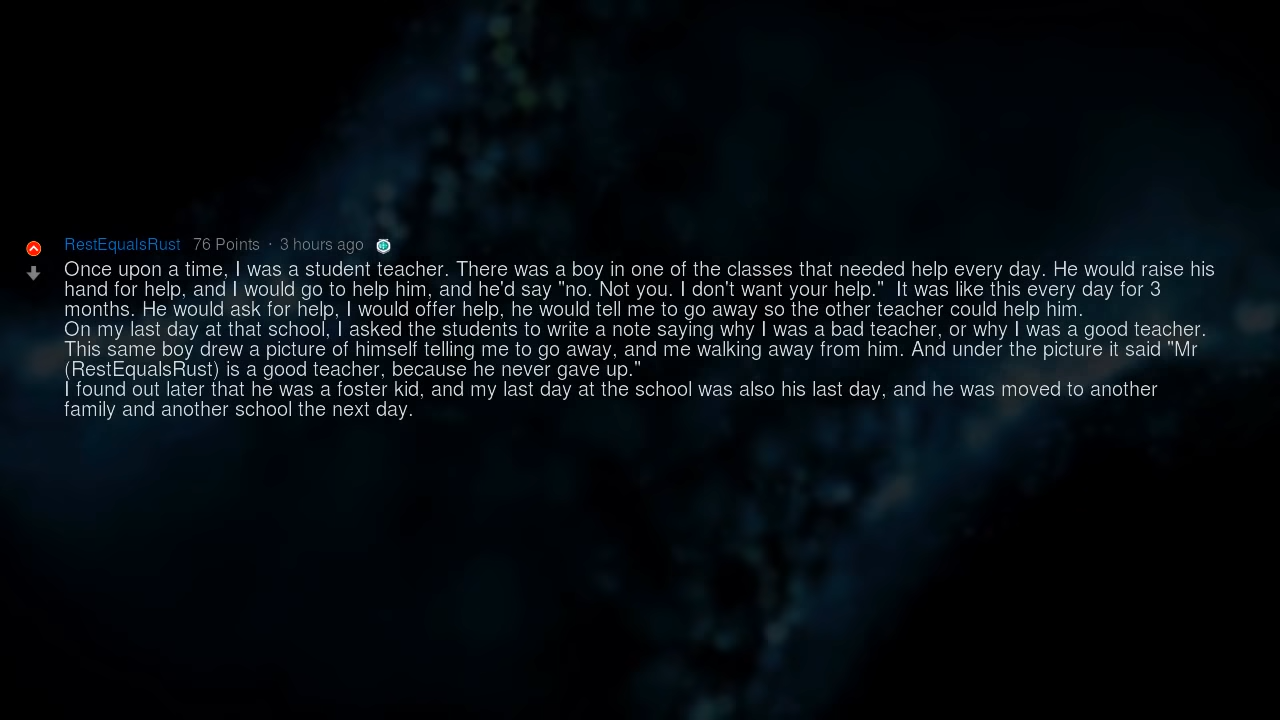 RestEqualsRust 76 Points · 3 hours ago
Once upon a time, I was a student teacher. There was a boy in one of the classes that needed help every day. He would raise his
hand for help, and I would go to help him, and he'd say "no. Not you. I don't want your help."  It was like this every day for 3
months. He would ask for help, I would offer help, he would tell me to go away so the other teacher could help him.
On my last day at that school, I asked the students to write a note saying why I was a bad teacher, or why I was a good teacher.
This same boy drew a picture of himself telling me to go away, and me walking away from him. And under the picture it said "Mr
(RestEqualsRust) is a good teacher, because he never gave up."
I found out later that he was a foster kid, and my last day at the school was also his last day, and he was moved to another
family and another school the next day.